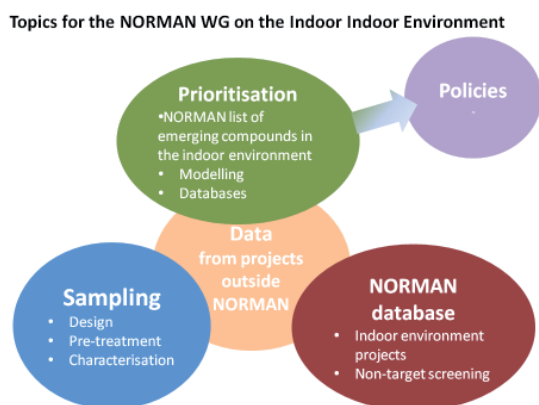 Topics for the NORMAN WG on the Indoor Indoor Environment
Prioritisation
•NORMAN list of
emerging compounds in
the indoor environment
• Modelling
• Databases
Policies
Data
from projects
outside
NORMAN
Sampling
• Design
• Pre-treatment
• Characterisation
NORMAN
database
• Indoor environment
projects
• Non-target screening